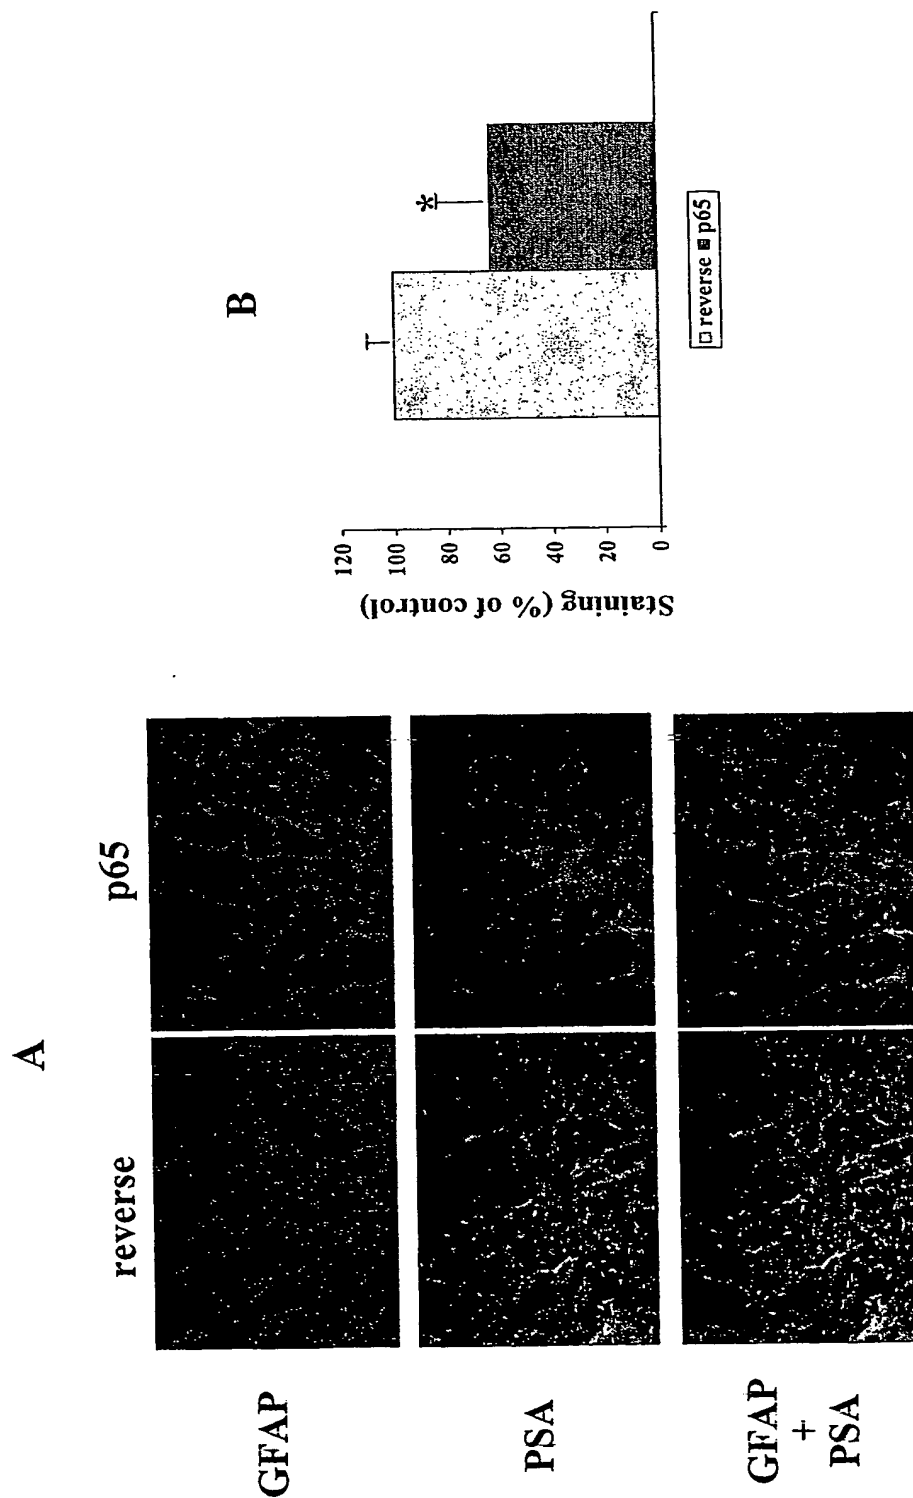 A
reverse
p65
GFAP
PSA
GFAP
+
PSA
B
Staining (% of control)
120
100
80
60
40
20
0
*
reverse p65